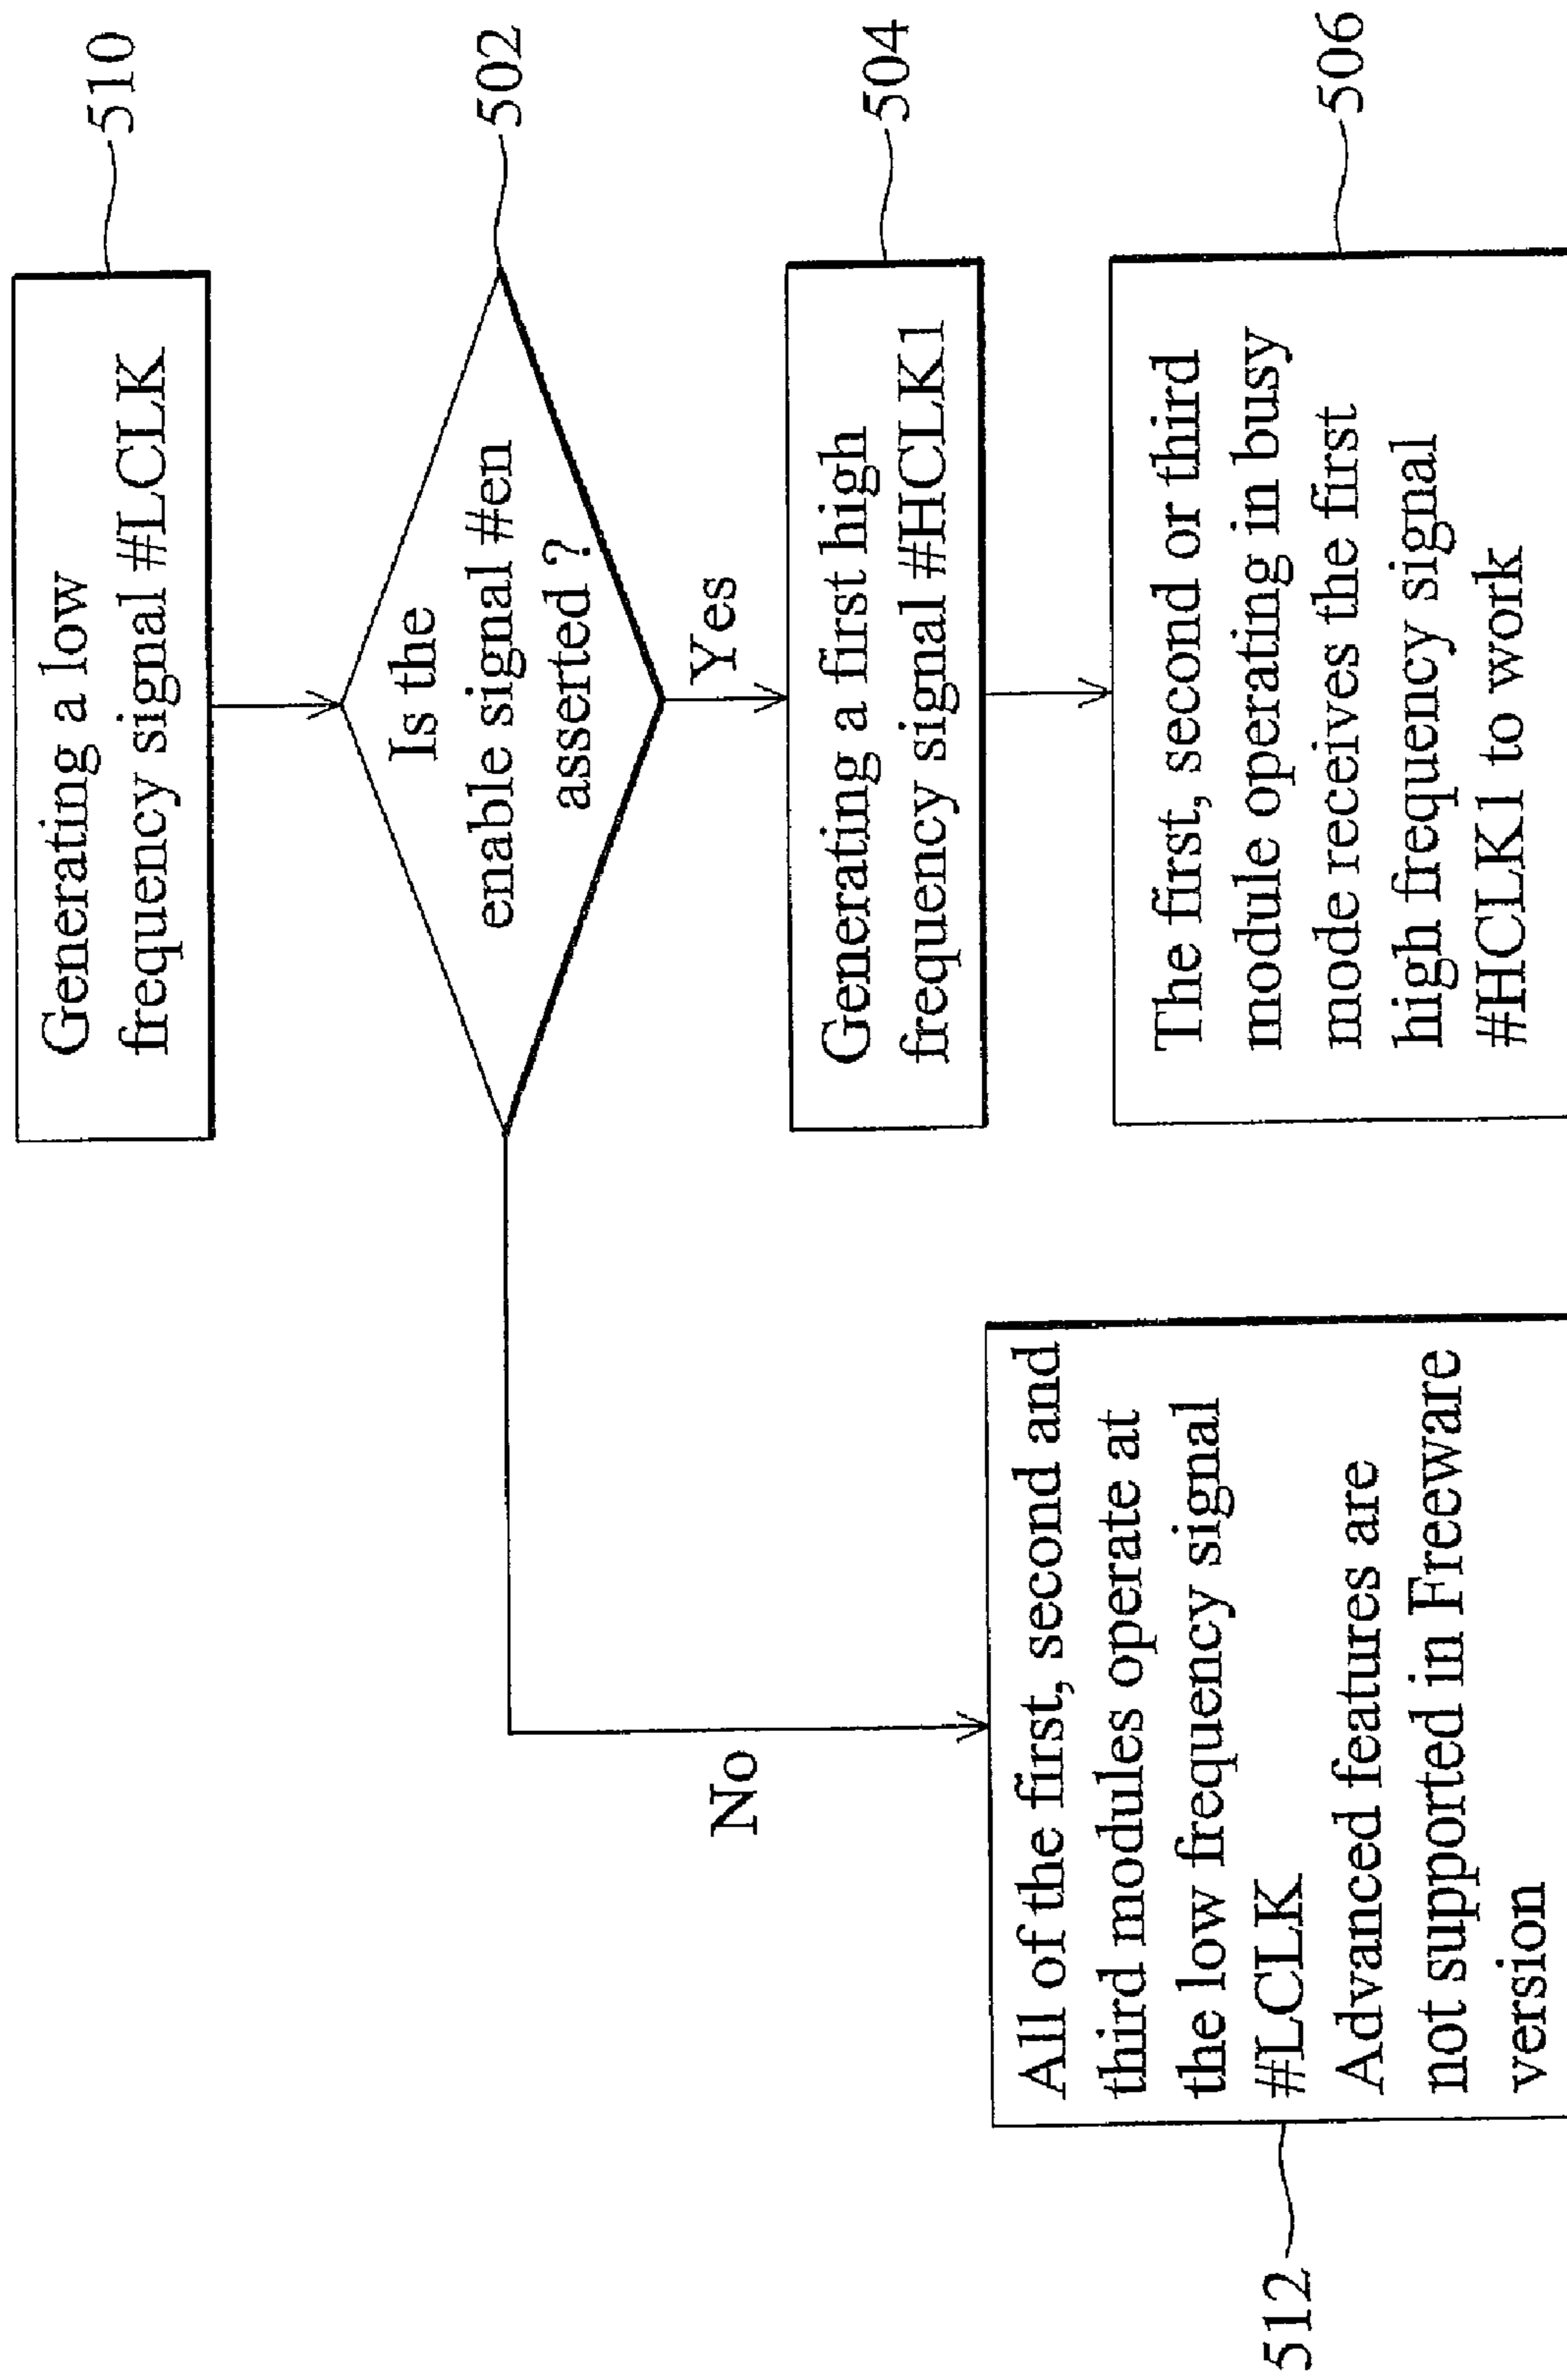 Generating a low
frequency signal #LCLK
510
Is the
enable signal #en
asserted ?
502
Yes
No
Generating a first high
frequency signal #HCLK1
504
The first, second or third
module operating in busy
mode receives the first
high frequency signal
#HCLK1 to work
506
All of the first, second and
third modules operate at
the low frequency signal
#LCLK
Advanced features are
not supported in Freeware
version
512